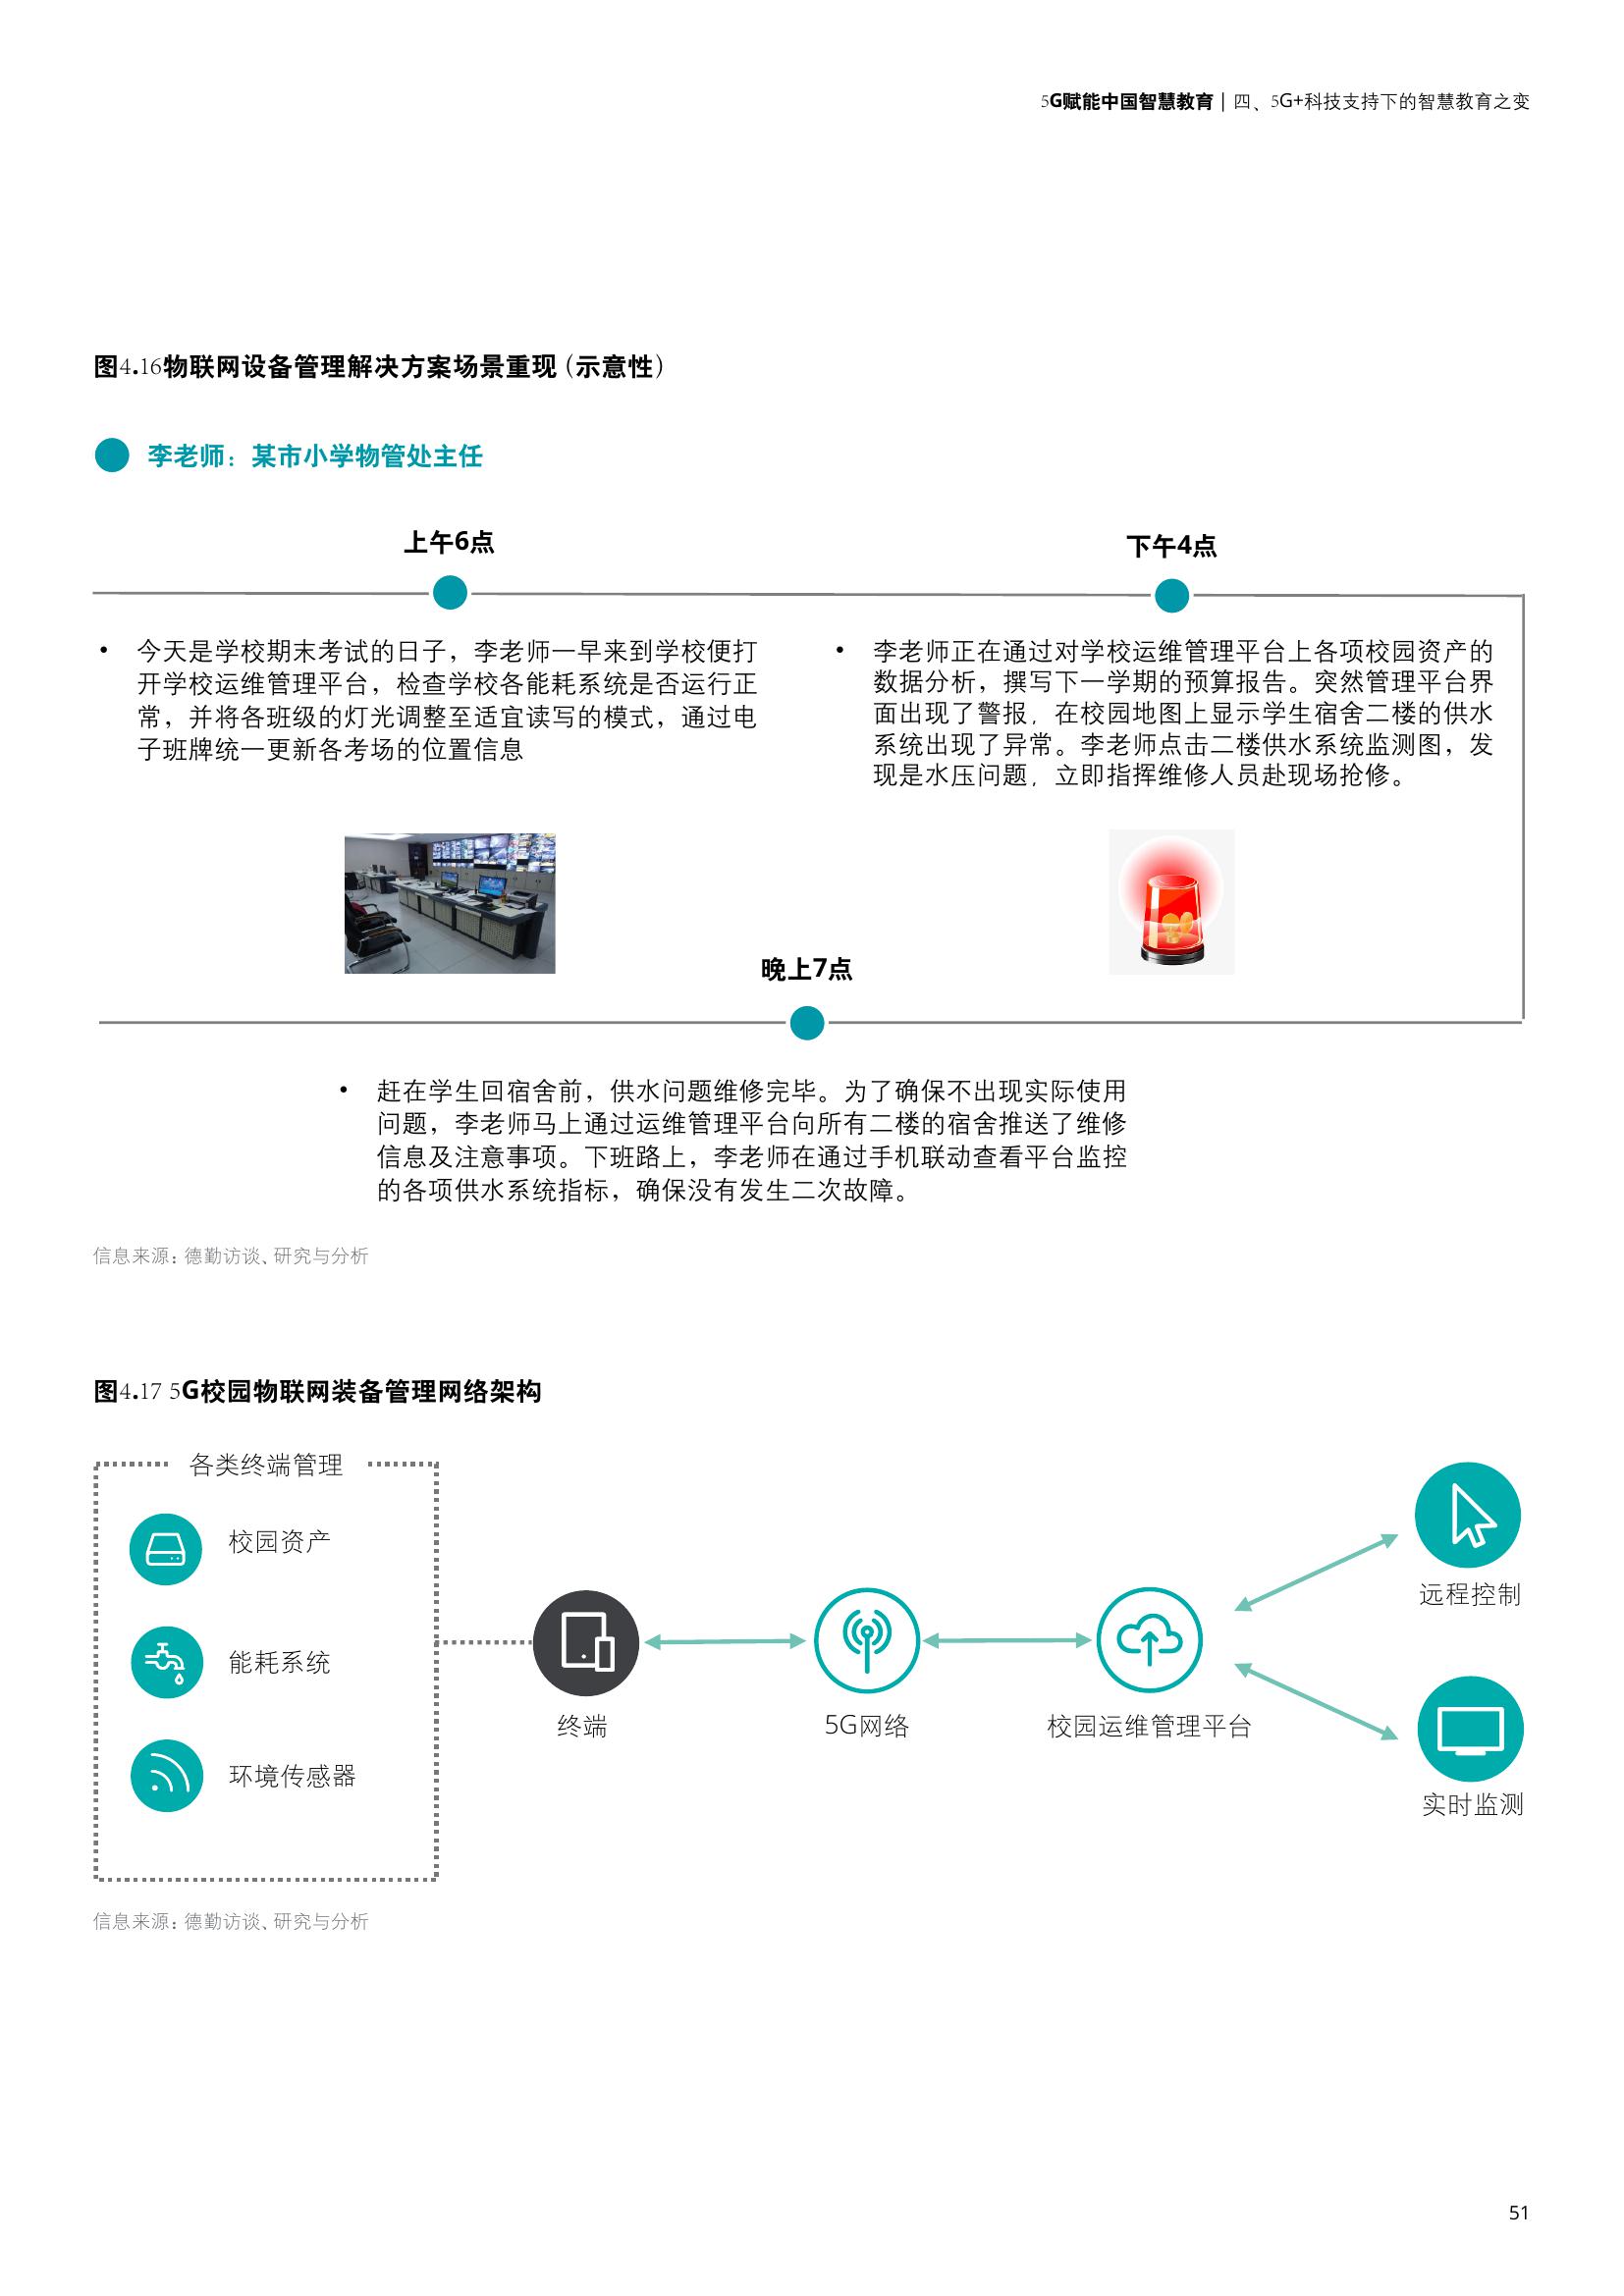 5G赋能中国智慧教育 | 四、5G+科技支持下的智慧教育之变
图4.16物联网设备管理解决方案场景重现（示意性）
李老师：某市小学物管处主任
上午6点
下午4点
• 今天是学校期末考试的日子，李老师一早来到学校便打
开学校运维管理平台，检查学校各能耗系统是否运行正
常，并将各班级的灯光调整至适宜读写的模式，通过电
子班牌统一更新各考场的位置信息
• 李老师正在通过对学校运维管理平台上各项校园资产的
数据分析，撰写下一学期的预算报告。突然管理平台界
面出现了警报，在校园地图上显示学生宿舍二楼的供水
系统出现了异常。李老师点击二楼供水系统监测图，发
现是水压问题，立即指挥维修人员赴现场抢修。
晚上7点
• 赶在学生回宿舍前，供水问题维修完毕。为了确保不出现实际使用
问题，李老师马上通过运维管理平台向所有二楼的宿舍推送了维修
信息及注意事项。下班路上，李老师在通过手机联动查看平台监控
的各项供水系统指标，确保没有发生二次故障。
信息来源：德勤访谈、研究与分析
图4.17 5G校园物联网装备管理网络架构
各类终端管理
校园资产
能耗系统
环境传感器
终端
5G网络
校园运维管理平台
远程控制
实时监测
信息来源：德勤访谈、研究与分析
51